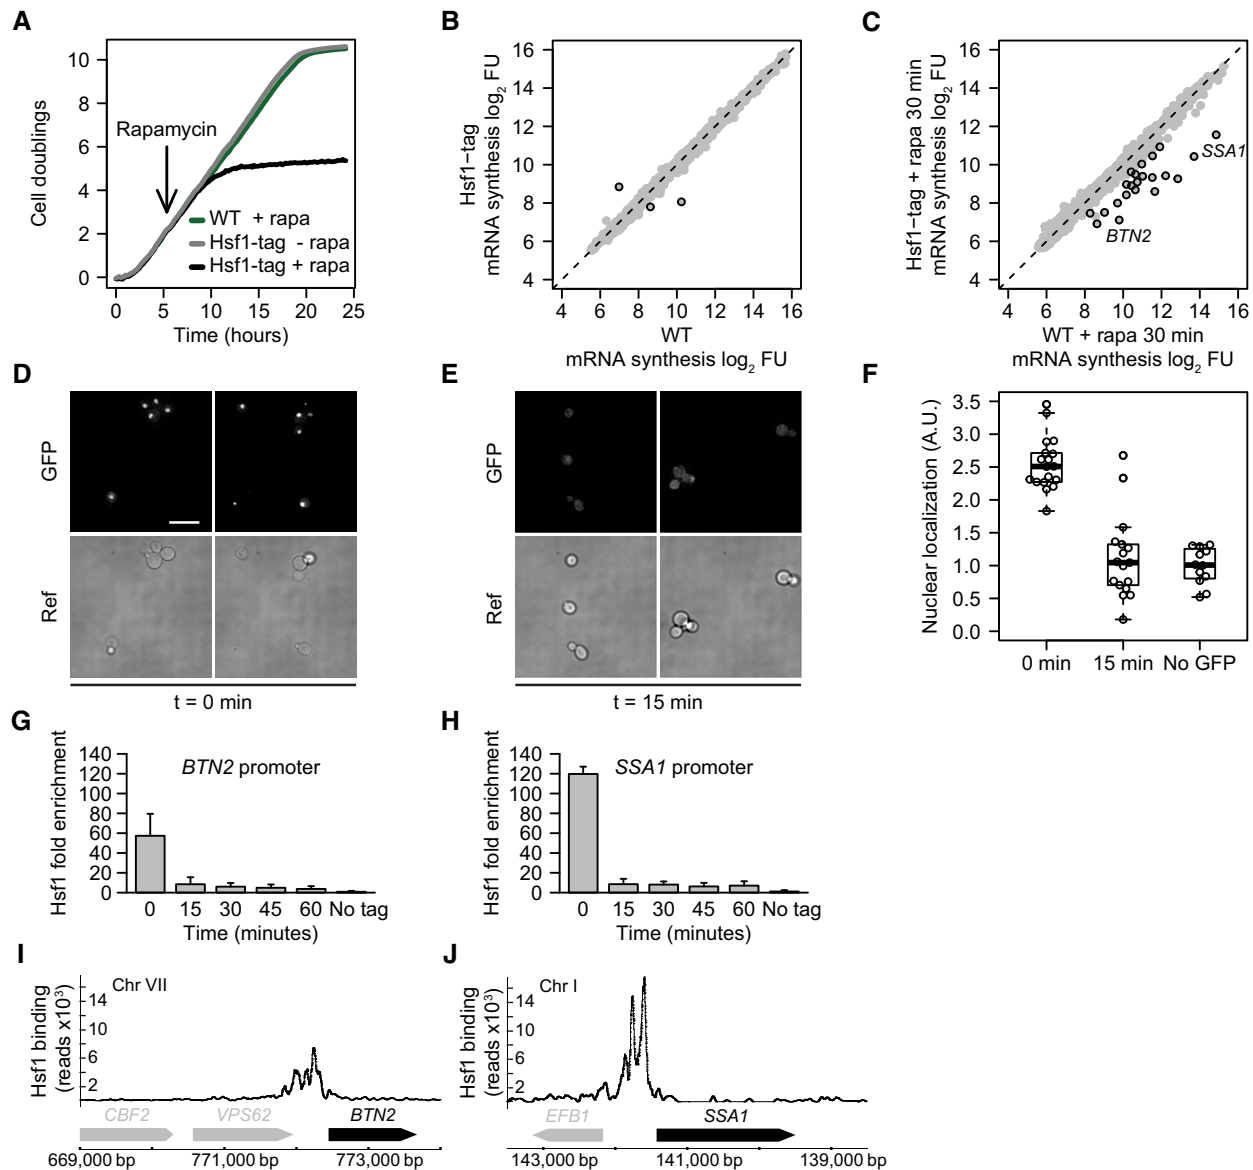 A
Cell doublings
10
8
6
4
2
0
Rapamycin
WT + rapa
Hsf1-tag - rapa
Hsf1-tag + rapa
0 5 10 15 20 25
Time (hours)
B
Hsf1-tag
mRNA synthesis log2 FU
16
14
12
10
8
6
4
4 6 8 10 12 14 16
WT
mRNA synthesis log2 FU
C
Hsf1-tag + rapa 30 min
mRNA synthesis log2 FU
16
14
12
10
8
6
4
SSA1
BTN2
4 6 8 10 12 14 16
WT + rapa 30 min
mRNA synthesis log2 FU
D
GFP
Ref
t = 0 min
E
GFP
Ref
t = 15 min
F
Nuclear localization (A.U.)
3.5
3.0
2.5
2.0
1.5
1.0
0.5
0.0
0 min 15 min No GFP
G
Hsf1 fold enrichment
140
120
100
80
60
40
20
0
BTN2 promoter
0 15 30 45 60 No tag
Time (minutes)
H
Hsf1 fold enrichment
140
120
100
80
60
40
20
0
SSA1 promoter
0 15 30 45 60 No tag
Time (minutes)
I
Hsf1 binding
(reads x10³)
14
10
6
2
Chr VII
CBF2 VPS62 BTN2
669,000 bp 771,000 bp 773,000 bp
J
Hsf1 binding
(reads x10³)
14
10
6
2
Chr I
EFB1 SSA1
143,000 bp 141,000 bp 139,000 bp